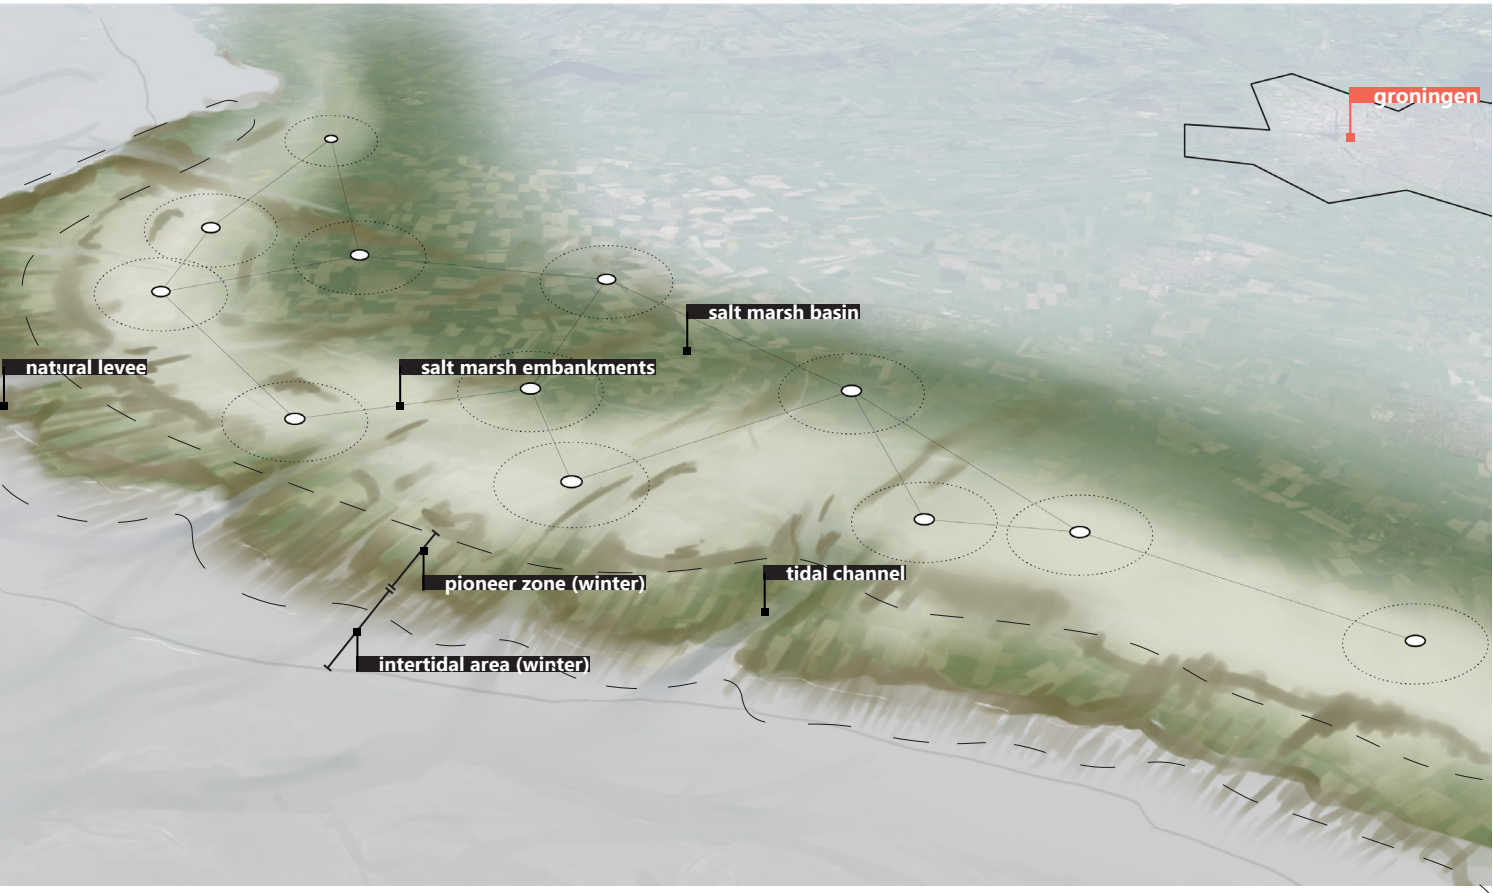 groningen
salt marsh basin
natural levee
salt marsh embankments
tidal channel
pioneer zone (winter)
intertidal area (winter)